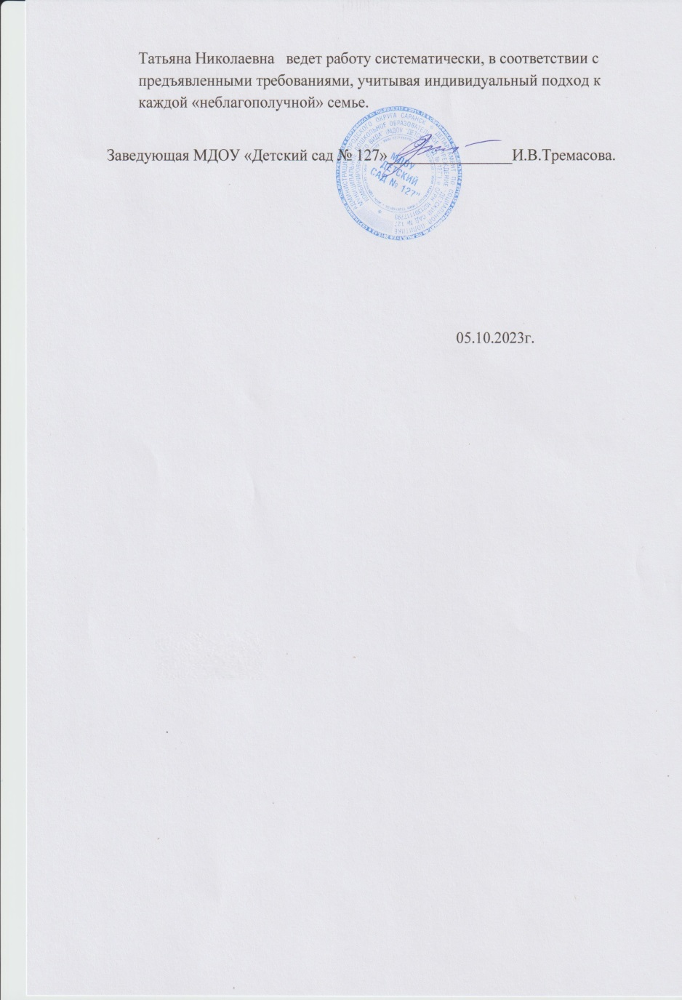 Татьяна Николаевна ведет работу систематически, в соответствии с
предъявленными требованиями, учитывая индивидуальный подход к
каждой «неблагополучной» семье.
Заведующая МДОУ «Детский сад № 127»________________И.В.Тремасова.
МДОУ
"ДЕТСКИЙ
САД № 127"
05.10.2023г.